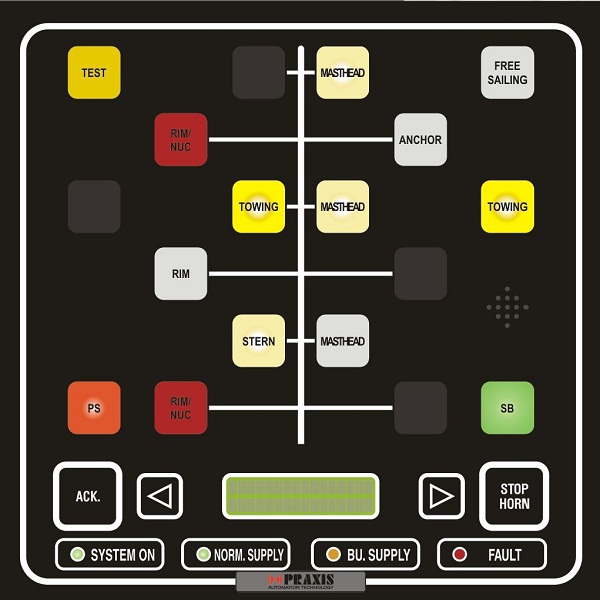 TEST
MASTHEAD
FREE
SAILING
RIM/
NUC
ANCHOR
TOWING
MASTHEAD
TOWING
RIM
STERN
MASTHEAD
PS
RIM/
NUC
SB
ACK.
STOP
HORN
SYSTEM ON
NORM. SUPPLY
BU. SUPPLY
FAULT
PRAXIS
AUTOMATION TECHNOLOGY